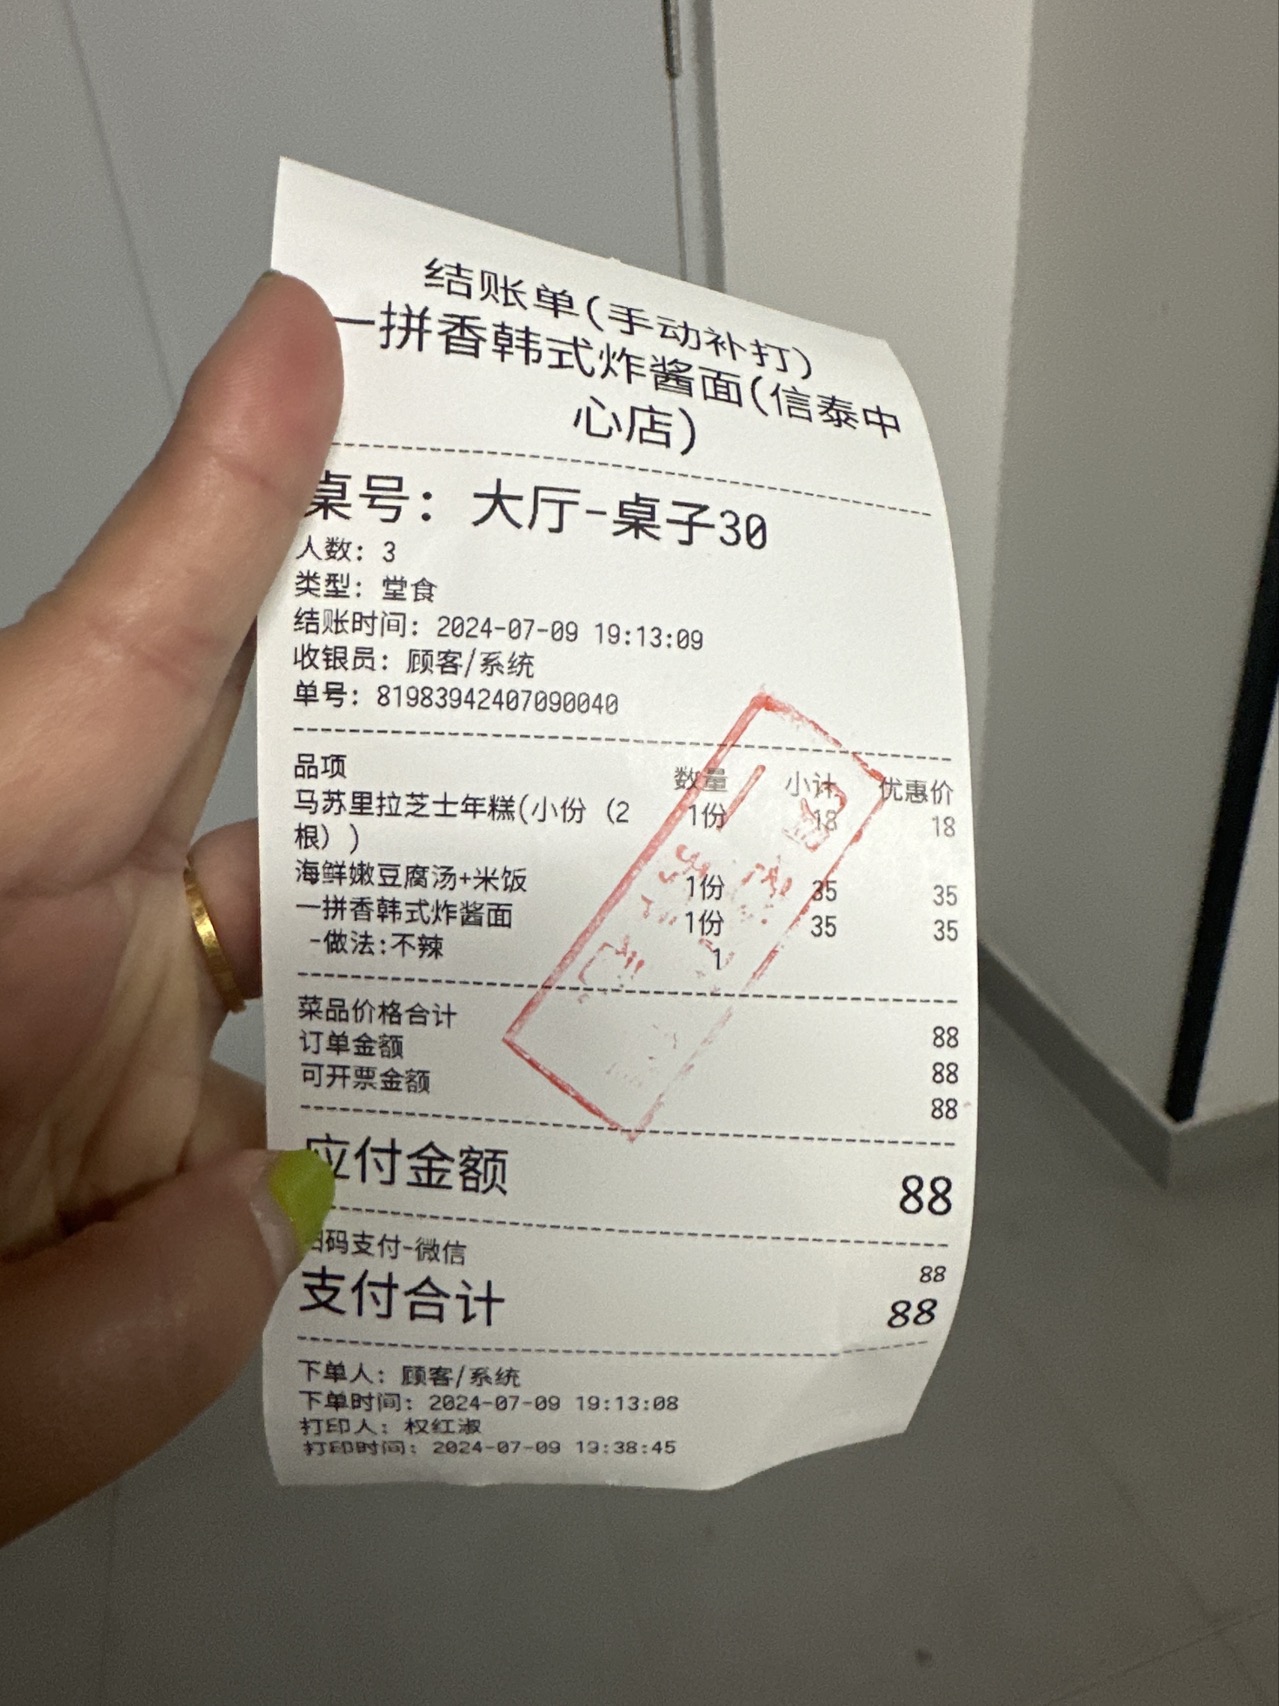 结账单(手动补打)
一拼香韩式炸酱面(信泰中
心店)
桌号: 大厅-桌子30
人数: 3
类型: 堂食
结账时间: 2024-07-09 19:13:09
收银员: 顾客/系统
单号: 81983942407090040
品项 数量 小计 优惠价
马苏里拉芝士年糕(小份 (2 1份 18 18
根) )
海鲜嫩豆腐汤+米饭 1份 35 35
一拼香韩式炸酱面 1份 35 35
-做法:不辣 1
菜品价格合计 88
订单金额 88
可开票金额 88
应付金额 88
扫码支付-微信 88
支付合计 88
下单人: 顾客/系统
下单时间: 2024-07-09 19:13:08
打印人: 权红淑
打印时间: 2024-07-09 19:38:45